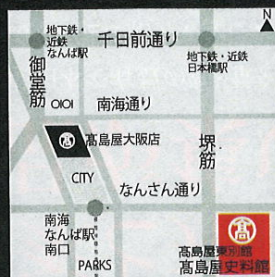 N
地下鉄・
近鉄
なんば駅
千日前通り
地下鉄・近鉄
日本橋駅
御堂筋
OIOI
南海通り
髙
髙島屋大阪店
堺筋
CITY
なんさん通り
南海
なんば駅
南口
PARKS
髙
髙島屋東別館
髙島屋史料館